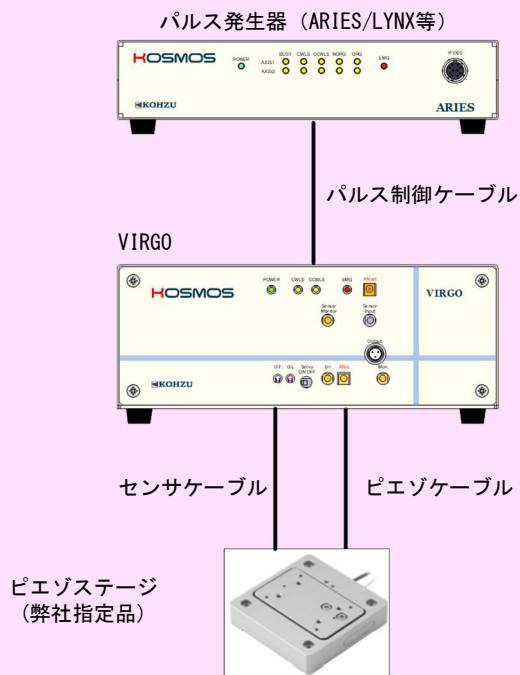 パルス発生器（ARIES/LYNX等）
KOSMOS
POWER
BUSY CWLS CCWLS NORG ORG
EMG
AXIS1
AXIS2
KOHZU
ARIES
パルス制御ケーブル
VIRGO
KOSMOS
POWER CWLS CCWLS EMG
VIRGO
Sensor Monitor
Sensor Input
Output
Servo
ON OFF
Err
Mon
KOHZU
センサケーブル
ピエゾケーブル
ピエゾステージ
（弊社指定品）